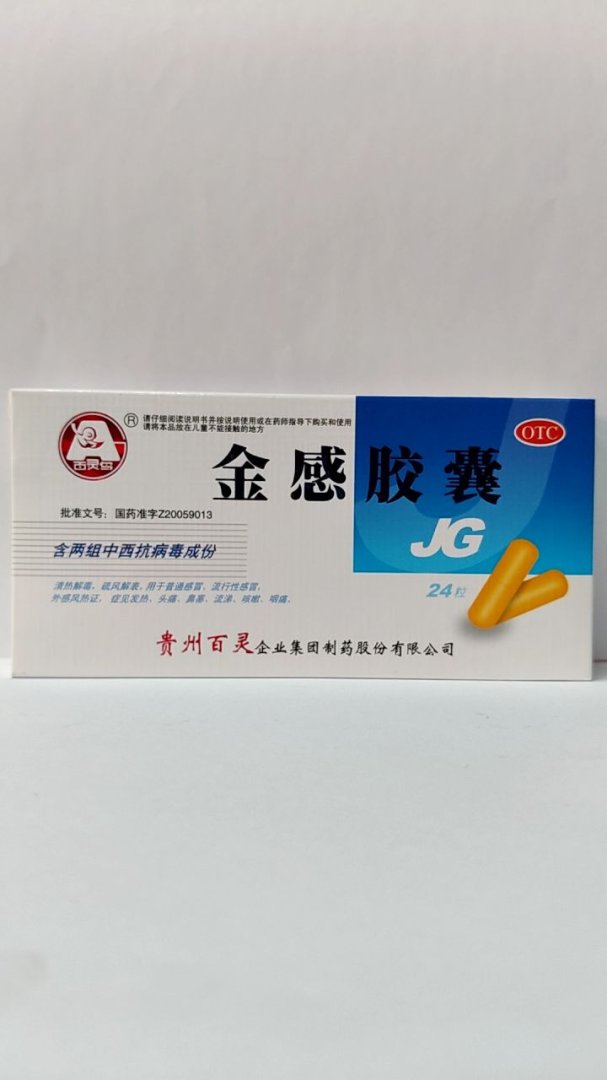 百灵鸟
®
请仔细阅读说明书并按说明使用或在药师指导下购买和使用
请将本品放在儿童不能接触的地方
OTC
金感胶囊
批准文号：国药准字Z20059013
JG
含两组中西抗病毒成份
清热解毒，疏风解表，用于普通感冒，流行性感冒，
外感风热证，症见发热、头痛、鼻塞、流涕、咳嗽、咽痛。
24粒
贵州百灵企业集团制药股份有限公司